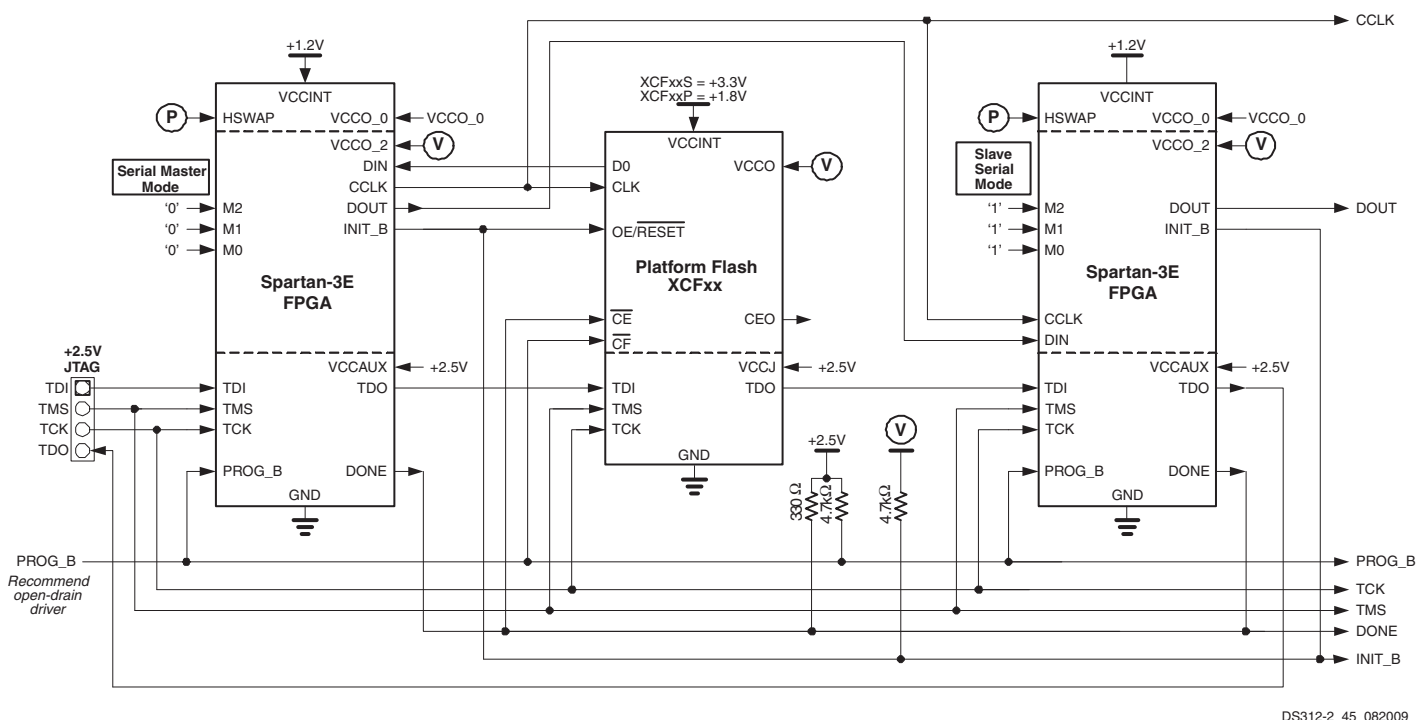 CCLK
+1.2V
VCCINT
P
HSWAP
VCCO_0
VCCO_0
VCCO_2
V
Serial Master
Mode
DIN
CCLK
'0'
M2
DOUT
'0'
M1
INIT_B
'0'
M0
Spartan-3E
FPGA
+2.5V
JTAG
VCCAUX
+2.5V
TDI
TDI
TDO
TMS
TMS
TCK
TCK
TDO
PROG_B
DONE
GND
XCFxxS = +3.3V
XCFxxP = +1.8V
VCCINT
D0
VCCO
V
CLK
OE/RESET
Platform Flash
XCFxx
CE
CEO
CF
VCCJ
+2.5V
TDI
TDO
TMS
TCK
GND
+2.5V
V
330 Ω
4.7kΩ
4.7kΩ
+1.2V
VCCINT
P
HSWAP
VCCO_0
VCCO_0
VCCO_2
V
Slave
Serial
Mode
'1'
M2
DOUT
DOUT
'1'
M1
INIT_B
'1'
M0
Spartan-3E
FPGA
CCLK
DIN
VCCAUX
+2.5V
TDI
TDO
TMS
TCK
PROG_B
DONE
GND
PROG_B
Recommend
open-drain
driver
PROG_B
TCK
TMS
DONE
INIT_B
DS312-2_45_082009